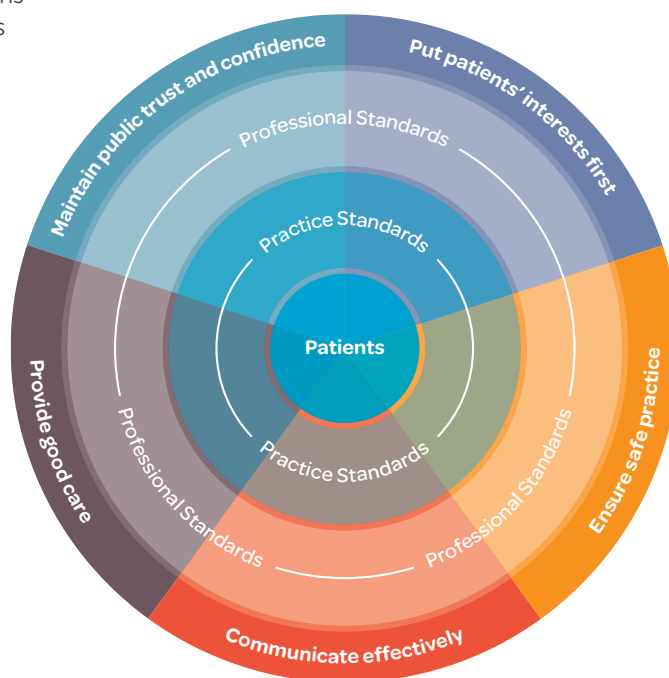 s
Maintain public trust and confidence
Put patients’ interests first
Professional Standards
Practice Standards
Patients
Provide good care
Professional Standards
Practice Standards
Professional Standards
Ensure safe practice
Communicate effectively